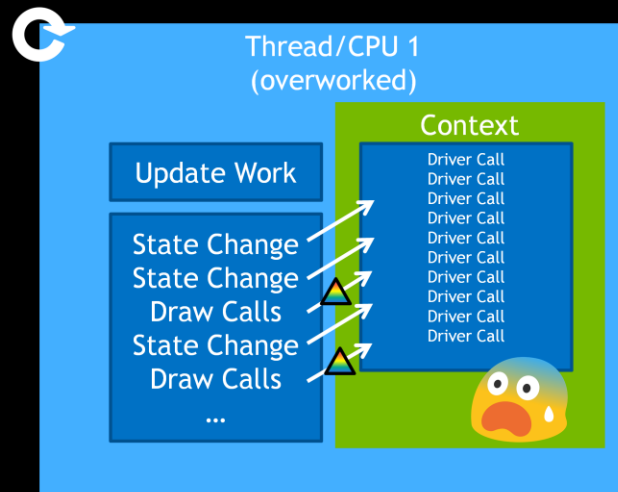 Thread/CPU 1
(overworked)
Update Work
State Change
State Change
Draw Calls
State Change
Draw Calls
...
Context
Driver Call
Driver Call
Driver Call
Driver Call
Driver Call
Driver Call
Driver Call
Driver Call
Driver Call
Driver Call